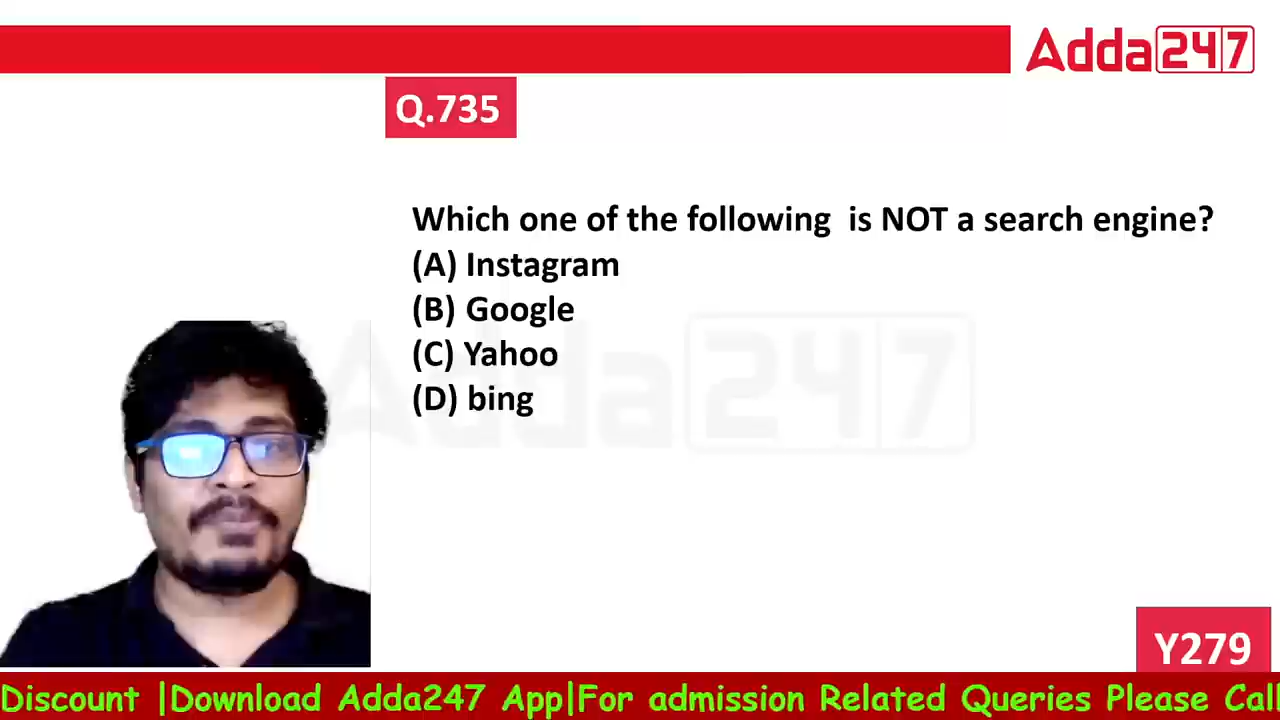 Adda247
Q.735
Which one of the following is NOT a search engine?
(A) Instagram
(B) Google
(C) Yahoo
(D) bing
Adda247
Y279
Discount |Download Adda247 App|For admission Related Queries Please Call